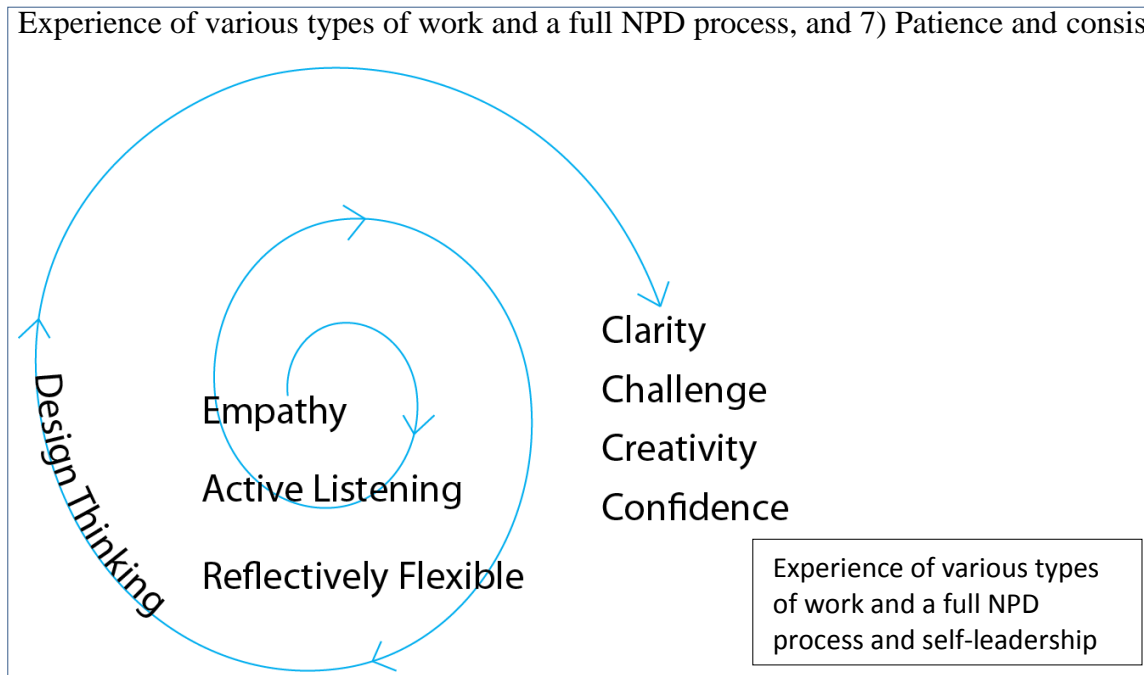 Experience of various types of work and a full NPD process, and 7) Patience and consis
Design Thinking
Empathy
Active Listening
Reflectively Flexible
Clarity
Challenge
Creativity
Confidence
Experience of various types
of work and a full NPD
process and self-leadership